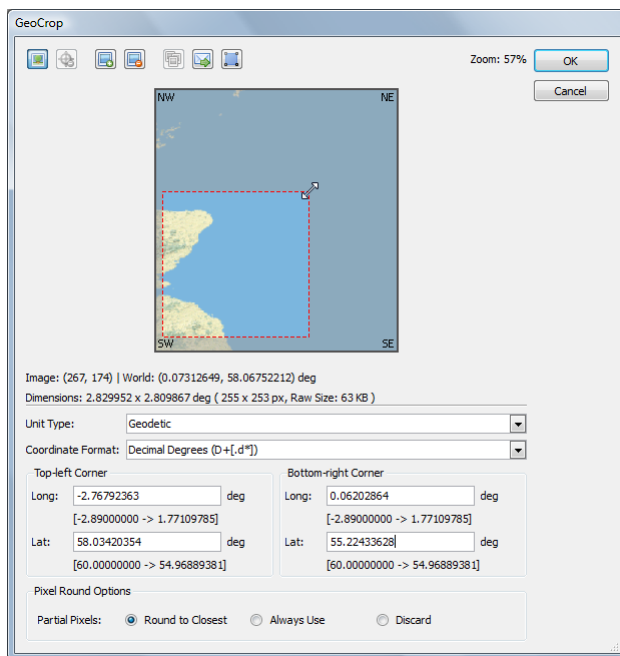 GeoCrop
Zoom: 57%
OK
Cancel
NW NE
SW SE
Image: (267, 174) | World: (0.07312649, 58.06752212) deg
Dimensions: 2.829952 x 2.809867 deg ( 255 x 253 px, Raw Size: 63 KB )
Unit Type: Geodetic
Coordinate Format: Decimal Degrees (D+[.d*])
Top-left Corner
Long: -2.76792363 deg
[-2.89000000 -> 1.77109785]
Lat: 58.03420354 deg
[60.00000000 -> 54.96889381]
Bottom-right Corner
Long: 0.06202864 deg
[-2.89000000 -> 1.77109785]
Lat: 55.22433628 deg
[60.00000000 -> 54.96889381]
Pixel Round Options
Partial Pixels: Round to Closest Always Use Discard